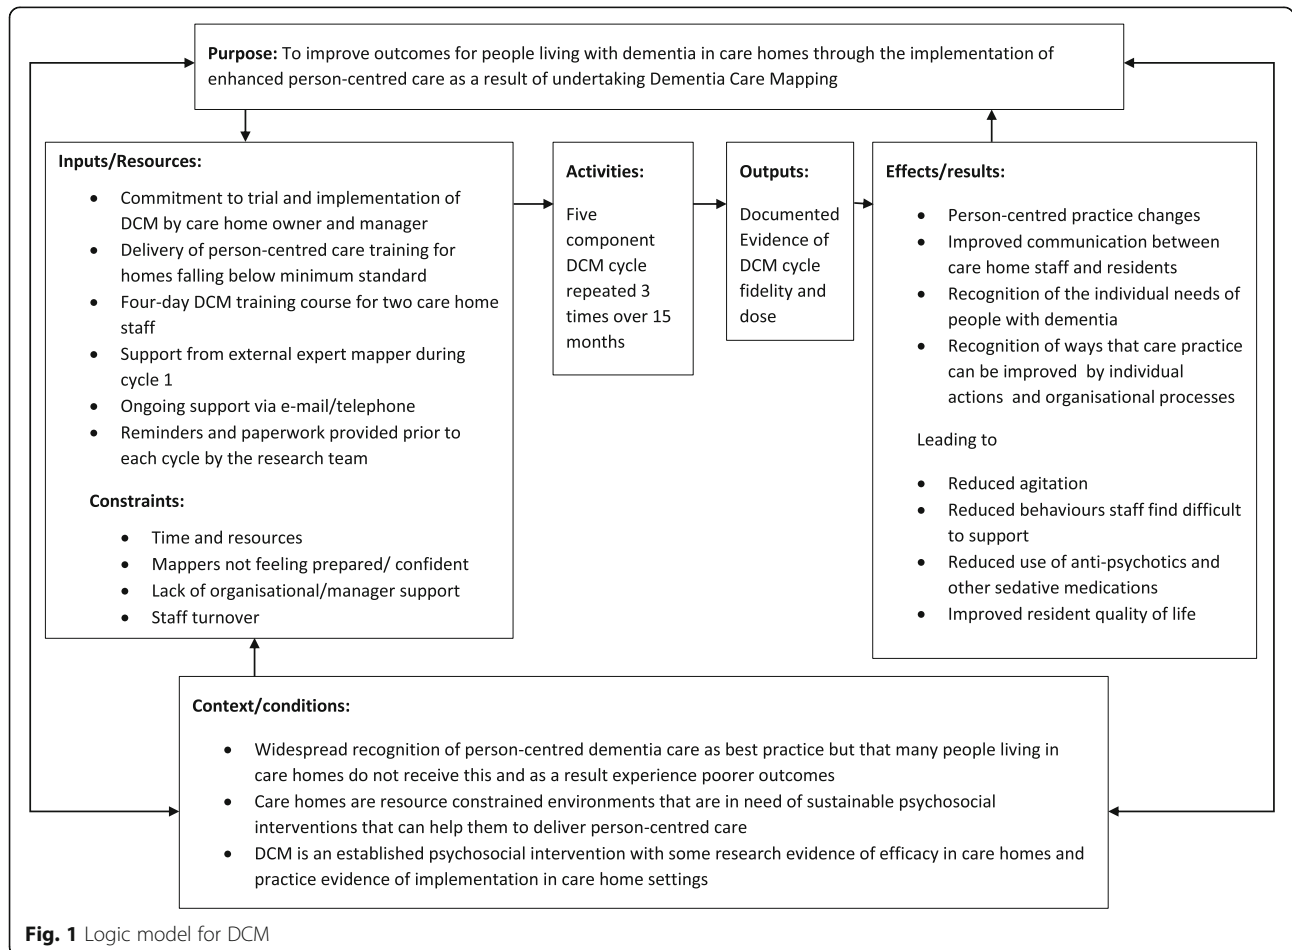 Purpose: To improve outcomes for people living with dementia in care homes through the implementation of
enhanced person-centred care as a result of undertaking Dementia Care Mapping
Inputs/Resources:
• Commitment to trial and implementation of
DCM by care home owner and manager
• Delivery of person-centred care training for
homes falling below minimum standard
• Four-day DCM training course for two care home
staff
• Support from external expert mapper during
cycle 1
• Ongoing support via e-mail/telephone
• Reminders and paperwork provided prior to
each cycle by the research team
Constraints:
• Time and resources
• Mappers not feeling prepared/ confident
• Lack of organisational/manager support
• Staff turnover
Activities:
Five
component
DCM cycle
repeated 3
times over 15
months
Outputs:
Documented
Evidence of
DCM cycle
fidelity and
dose
Effects/results:
• Person-centred practice changes
• Improved communication between
care home staff and residents
• Recognition of the individual needs of
people with dementia
• Recognition of ways that care practice
can be improved by individual
actions and organisational processes
Leading to
• Reduced agitation
• Reduced behaviours staff find difficult
to support
• Reduced use of anti-psychotics and
other sedative medications
• Improved resident quality of life
Context/conditions:
• Widespread recognition of person-centred dementia care as best practice but that many people living in
care homes do not receive this and as a result experience poorer outcomes
• Care homes are resource constrained environments that are in need of sustainable psychosocial
interventions that can help them to deliver person-centred care
• DCM is an established psychosocial intervention with some research evidence of efficacy in care homes and
practice evidence of implementation in care home settings
Fig. 1 Logic model for DCM